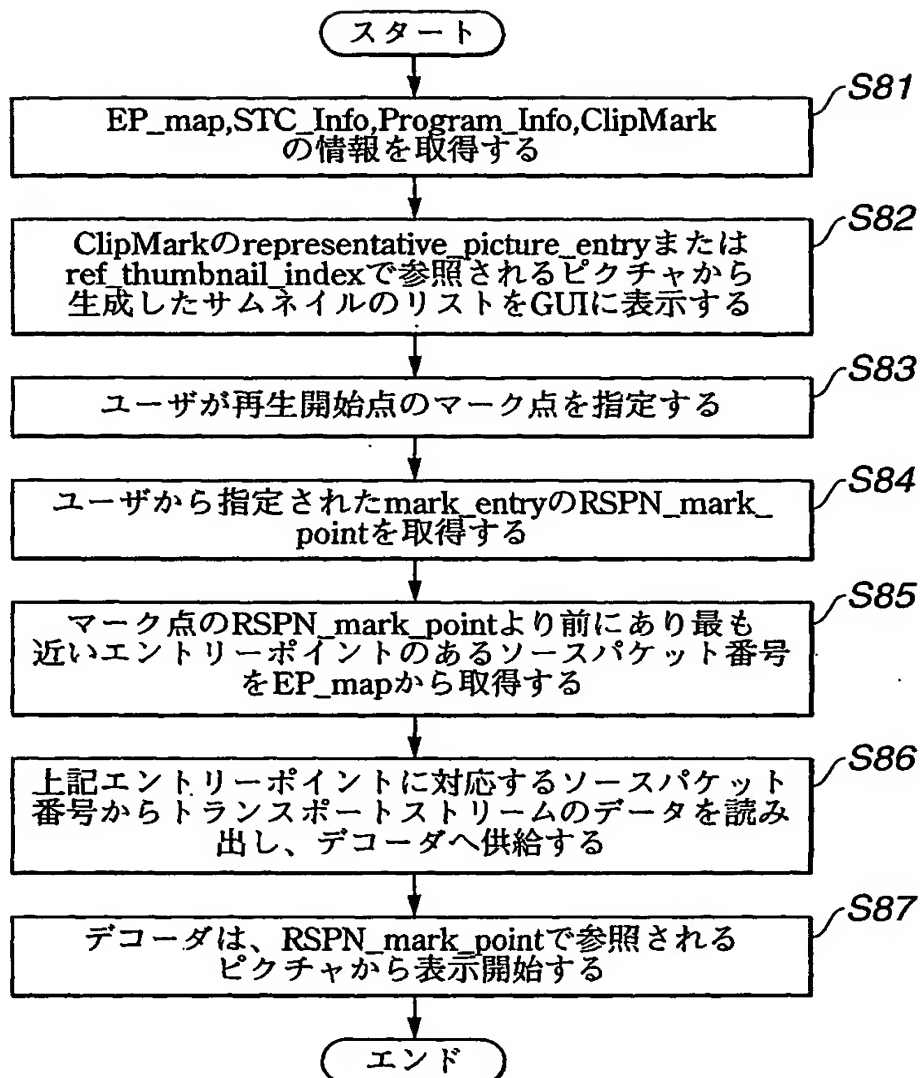 スタート
S81
EP_map,STC_Info,Program_Info,ClipMark
の情報を取得する
S82
ClipMarkのrepresentative_picture_entryまたは
ref_thumbnail_indexで参照されるピクチャから
生成したサムネイルのリストをGUIに表示する
S83
ユーザが再生開始点のマーク点を指定する
S84
ユーザから指定されたmark_entryのRSPN_mark_
pointを取得する
S85
マーク点のRSPN_mark_pointより前にあり最も
近いエントリーポイントのあるソースパケット番号
をEP_mapから取得する
S86
上記エントリーポイントに対応するソースパケット
番号からトランスポートストリームのデータを読み
出し、デコーダへ供給する
S87
デコーダは、RSPN_mark_pointで参照される
ピクチャから表示開始する
エンド